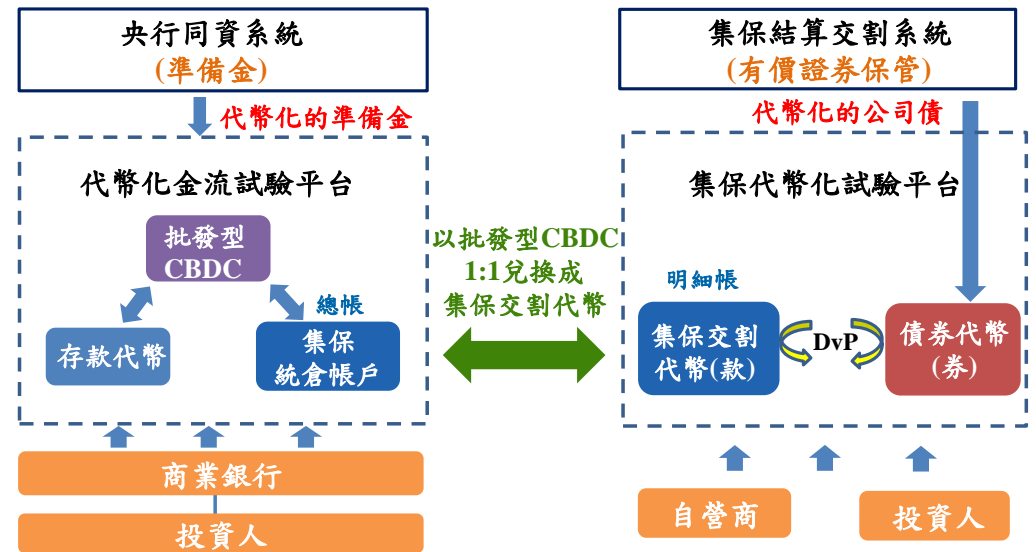 央行同資系統
(準備金)
代幣化的準備金
代幣化金流試驗平台
批發型
CBDC
總帳
存款代幣
集保
統倉帳戶
商業銀行
投資人
以批發型CBDC
1:1兌換成
集保交割代幣
集保結算交割系統
(有價證券保管)
代幣化的公司債
集保代幣化試驗平台
明細帳
集保交割
代幣(款)
DvP
債券代幣
(券)
自營商
投資人